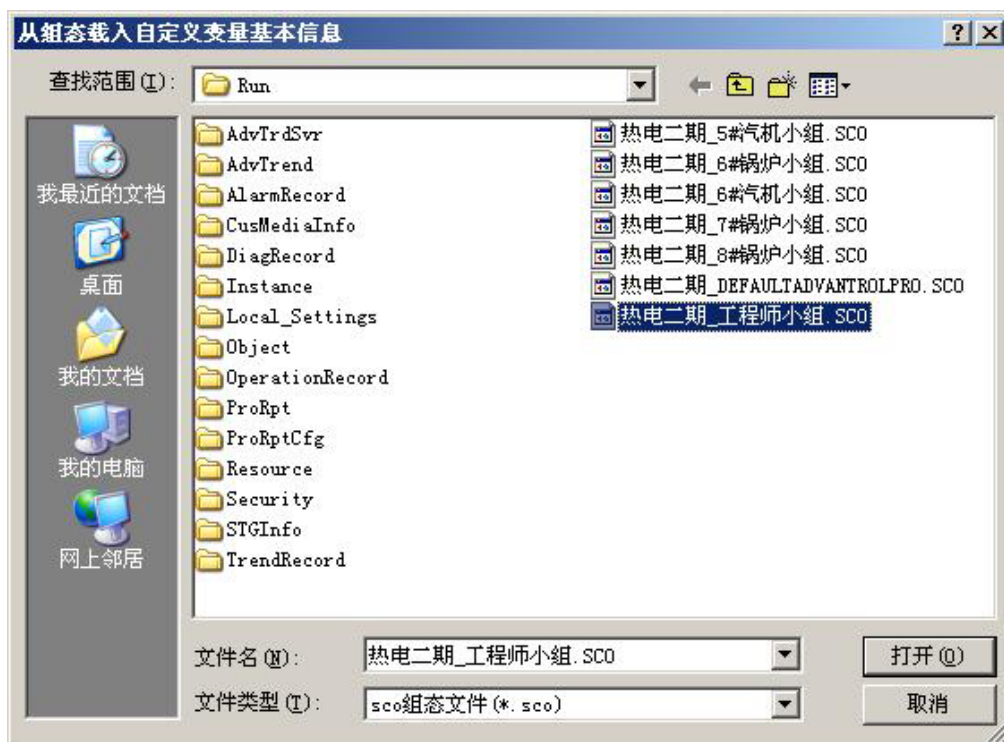 从组态载入自定义变量基本信息
查找范围(I):
Run
我最近的文档
桌面
我的文档
我的电脑
网上邻居
AdvTrdSvr
AdvTrend
AlarmRecord
CusMediaInfo
DiagRecord
Instance
Local_Settings
Object
OperationRecord
ProRpt
ProRptCfg
Resource
Security
STGInfo
TrendRecord
热电二期_5#汽机小组.SCO
热电二期_6#锅炉小组.SCO
热电二期_6#汽机小组.SCO
热电二期_7#锅炉小组.SCO
热电二期_8#锅炉小组.SCO
热电二期_DEFAULTADVANTROLPRO.SCO
热电二期_工程师小组.SCO
文件名(N):
热电二期_工程师小组.SCO
打开(O)
文件类型(T):
sco组态文件(*.sco)
取消